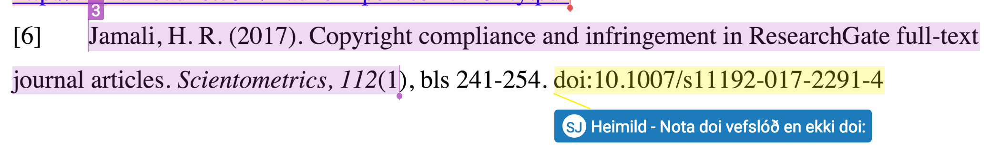 3
[6] Jamali, H. R. (2017). Copyright compliance and infringement in ResearchGate full-text
journal articles. Scientometrics, 112(1), bls 241-254. doi:10.1007/s11192-017-2291-4
SJ Heimild - Nota doi vefslóð en ekki doi: